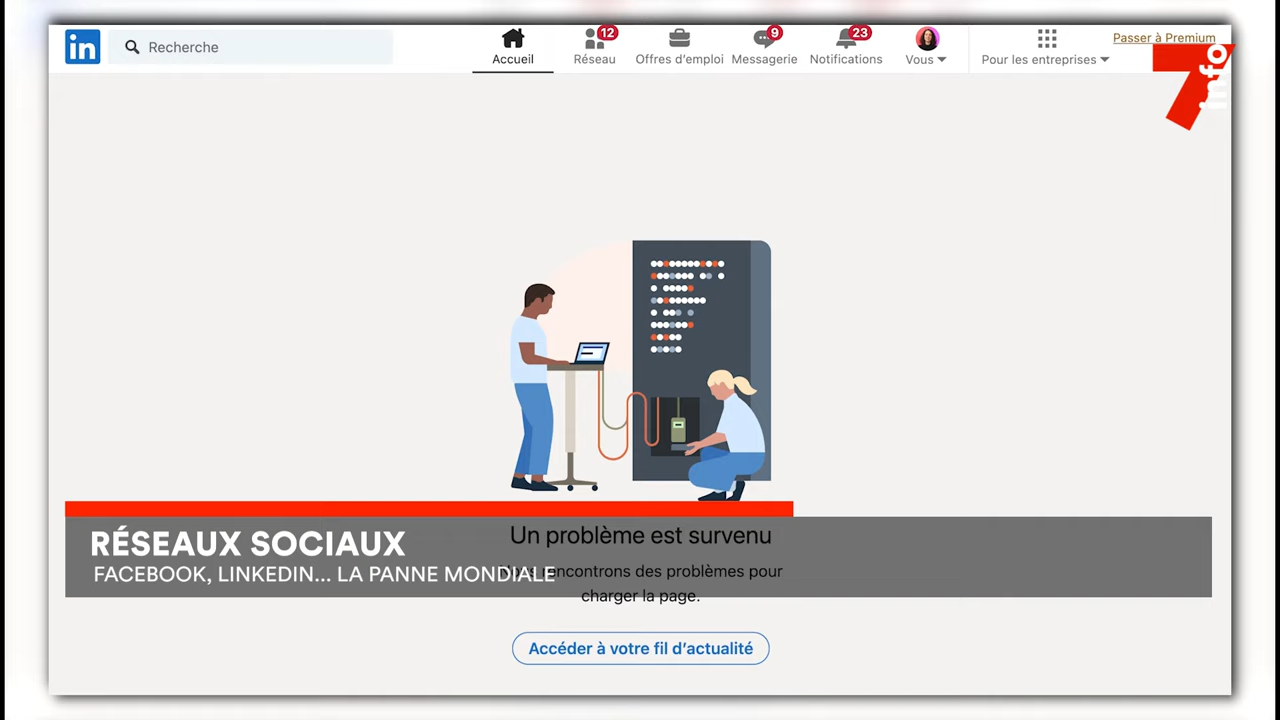 in
Recherche
Accueil
12
Réseau
Offres d'emploi
9
Messagerie
23
Notifications
Vous
Pour les entreprises
Passer à Premium
7 info
RÉSEAUX SOCIAUX
FACEBOOK, LINKEDIN... LA PANNE MONDIALE
Un problème est survenu
rencontrons des problèmes pour
charger la page.
Accéder à votre fil d'actualité